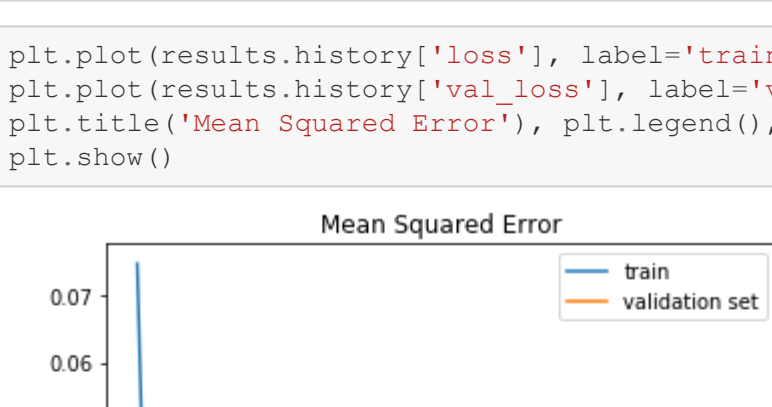 plt.plot(results.history['loss'], label='train
plt.plot(results.history['val_loss'], label='v
plt.title('Mean Squared Error'), plt.legend(),
plt.show()
Mean Squared Error
train
validation set
0.07
0.06